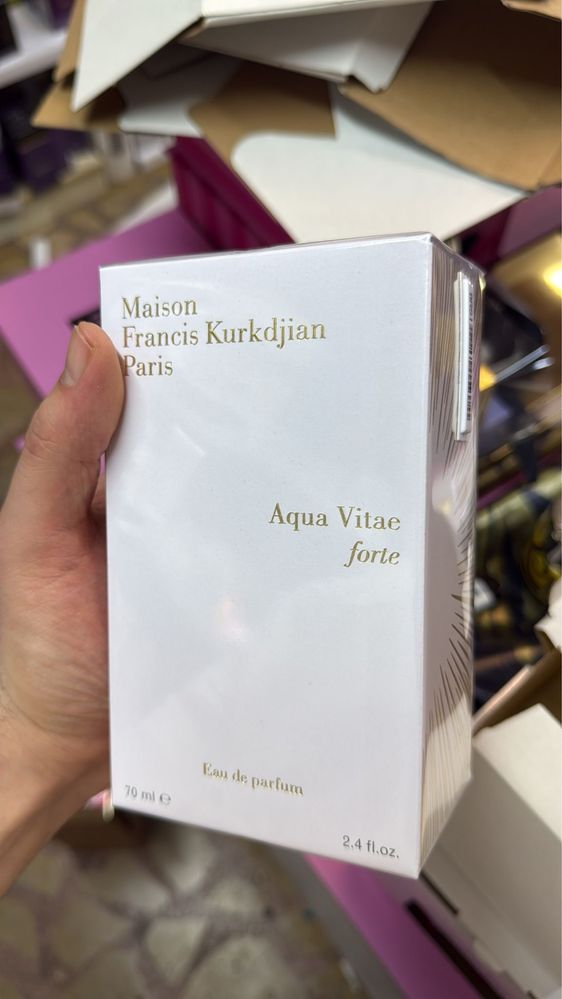 Maison
Francis Kurkdjian
Paris
Aqua Vitae
forte
Eau de parfum
70 ml ℮
2.4 fl.oz.